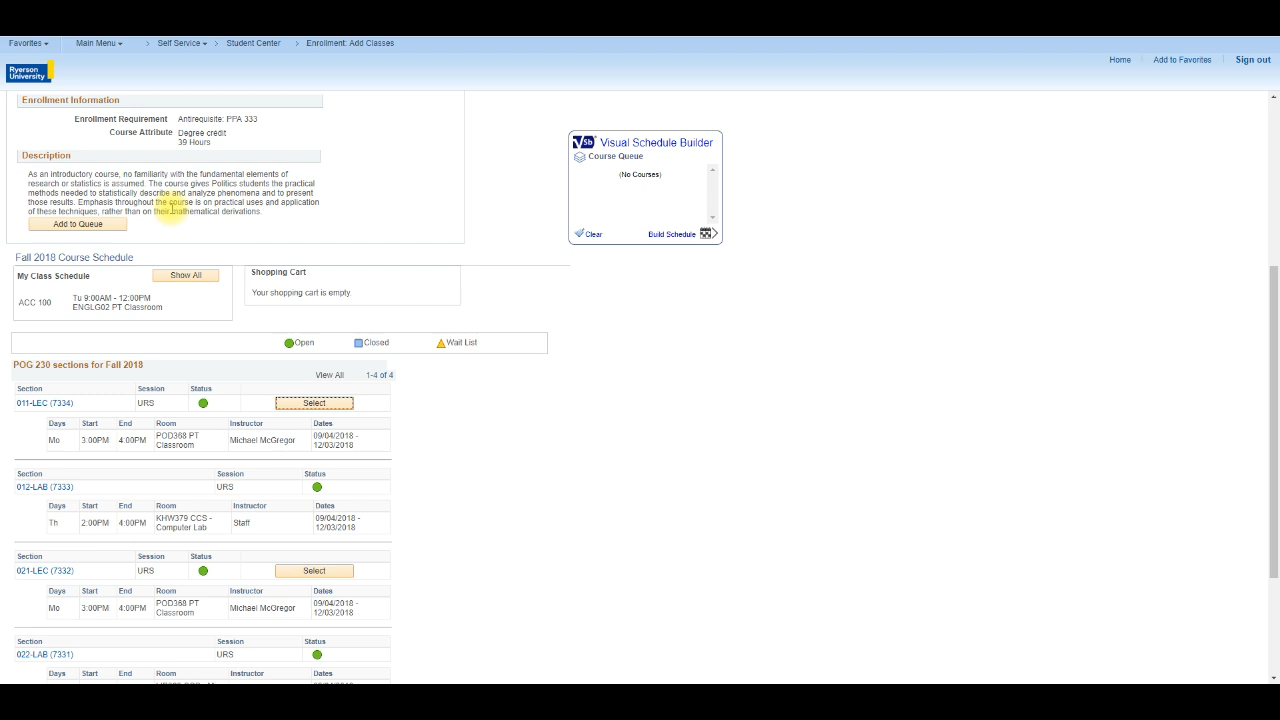 Favorites Main Menu > Self Service > Student Center > Enrollment: Add Classes
Home Add to Favorites Sign out
Ryerson
University
Enrollment Information
Enrollment Requirement Antirequisite: PPA 333
Course Attribute Degree credit
39 Hours
Description
As an introductory course, no familiarity with the fundamental elements of
research or statistics is assumed. The course gives Politics students the practical
methods needed to statistically describe and analyze phenomena and to present
those results. Emphasis throughout the course is on practical uses and application
of these techniques, rather than on their mathematical derivations.
Add to Queue
VSb Visual Schedule Builder
Course Queue
(No Courses)
Clear Build Schedule
Fall 2018 Course Schedule
My Class Schedule Show All
ACC 100 Tu 9:00AM - 12:00PM
ENGLG02 PT Classroom
Shopping Cart
Your shopping cart is empty.
Open Closed Wait List
POG 230 sections for Fall 2018
View All 1-4 of 4
Section Session Status
011-LEC (7334) URS Select
Days Start End Room Instructor Dates
Mo 3:00PM 4:00PM POD368 PT Classroom Michael McGregor 09/04/2018 - 12/03/2018
Section Session Status
012-LAB (7333) URS
Days Start End Room Instructor Dates
Th 2:00PM 4:00PM KHW379 CCS - Computer Lab Staff 09/04/2018 - 12/03/2018
Section Session Status
021-LEC (7332) URS Select
Days Start End Room Instructor Dates
Mo 3:00PM 4:00PM POD368 PT Classroom Michael McGregor 09/04/2018 - 12/03/2018
Section Session Status
022-LAB (7331) URS
Days Start End Room Instructor Dates